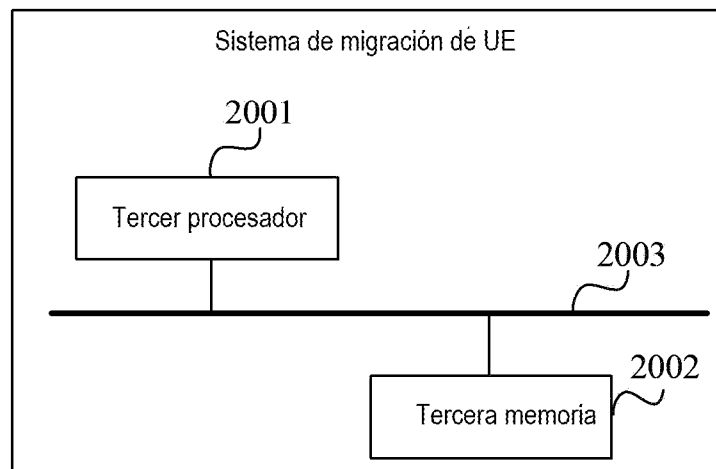 Sistema de migración de UE
2001
Tercer procesador
2003
2002
Tercera memoria